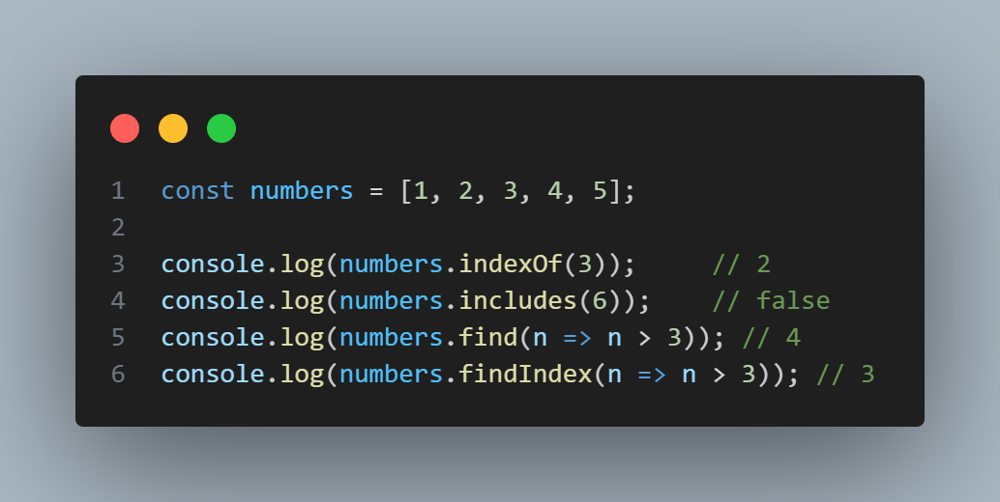 1 const numbers = [1, 2, 3, 4, 5];
2
3 console.log(numbers.indexOf(3));     // 2
4 console.log(numbers.includes(6));    // false
5 console.log(numbers.find(n => n > 3)); // 4
6 console.log(numbers.findIndex(n => n > 3)); // 3